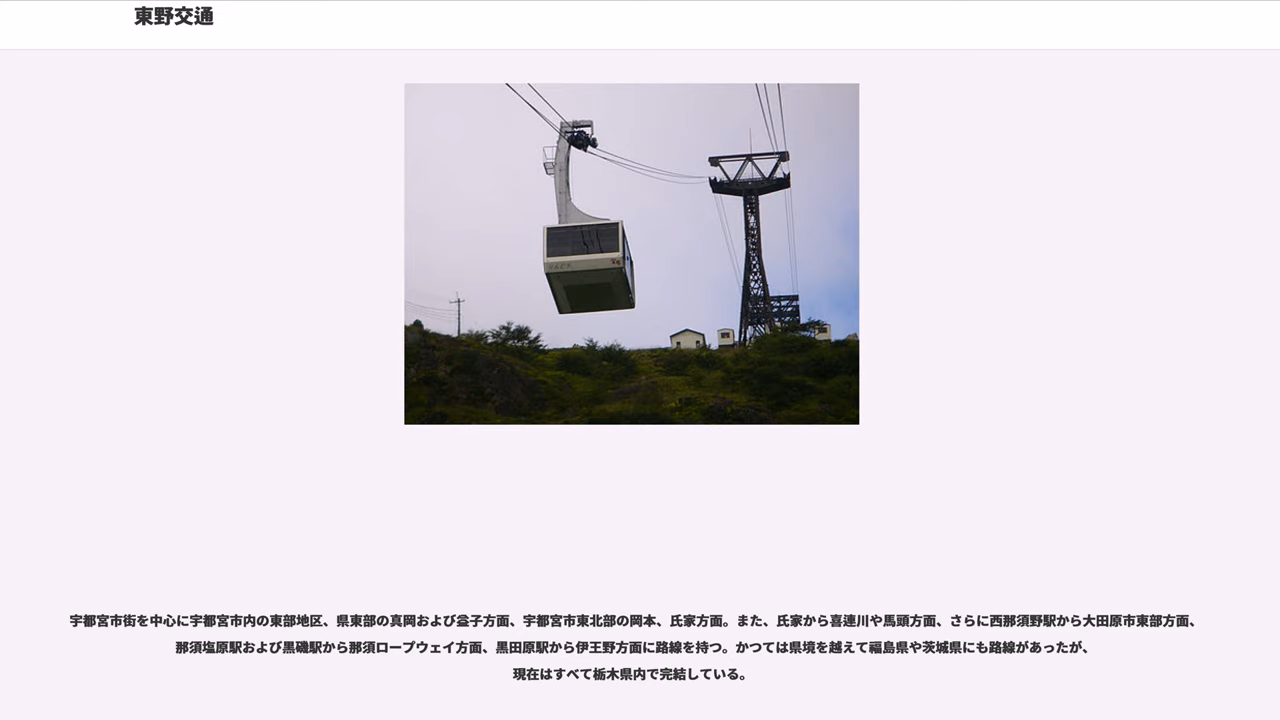 東野交通
宇都宮市街を中心に宇都宮市内の東部地区、県東部の真岡および益子方面、宇都宮市東北部の岡本、氏家方面。また、氏家から喜連川や馬頭方面、さらに西那須野駅から大田原市東部方面、
那須塩原駅および黒磯駅から那須ロープウェイ方面、黒田原駅から伊王野方面に路線を持つ。かつては県境を越えて福島県や茨城県にも路線があったが、
現在はすべて栃木県内で完結している。